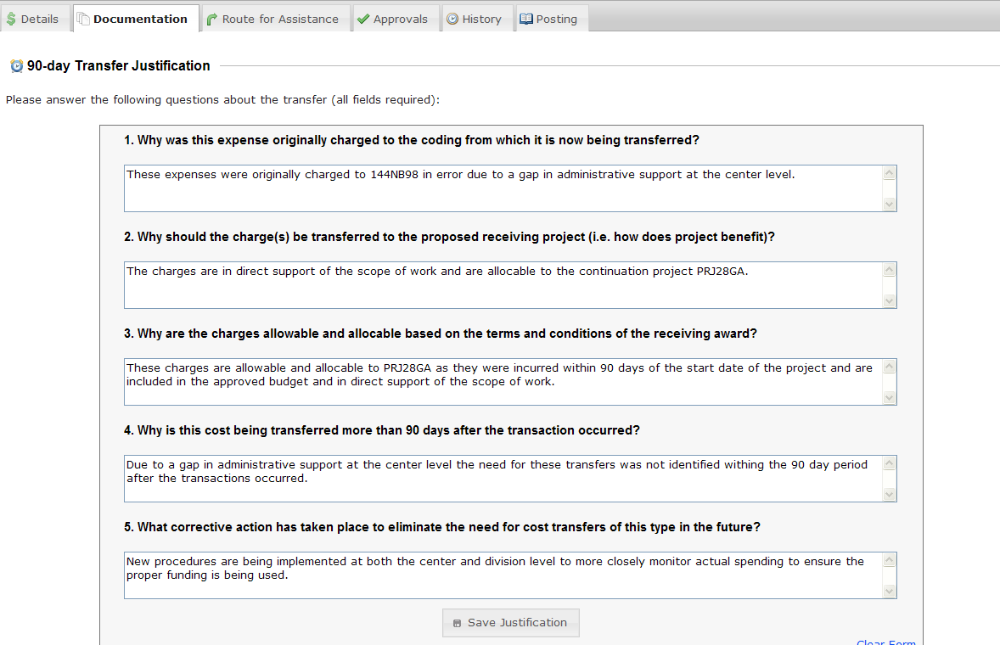 Details Documentation Route for Assistance Approvals History Posting
90-day Transfer Justification
Please answer the following questions about the transfer (all fields required):
1. Why was this expense originally charged to the coding from which it is now being transferred?
These expenses were originally charged to 144NB98 in error due to a gap in administrative support at the center level.
2. Why should the charge(s) be transferred to the proposed receiving project (i.e. how does project benefit)?
The charges are in direct support of the scope of work and are allocable to the continuation project PRJ28GA.
3. Why are the charges allowable and allocable based on the terms and conditions of the receiving award?
These charges are allowable and allocable to PRJ28GA as they were incurred within 90 days of the start date of the project and are
included in the approved budget and in direct support of the scope of work.
4. Why is this cost being transferred more than 90 days after the transaction occurred?
Due to a gap in administrative support at the center level the need for these transfers was not identified withing the 90 day period
after the transactions occurred.
5. What corrective action has taken place to eliminate the need for cost transfers of this type in the future?
New procedures are being implemented at both the center and division level to more closely monitor actual spending to ensure the
proper funding is being used.
Save Justification
Clear Form